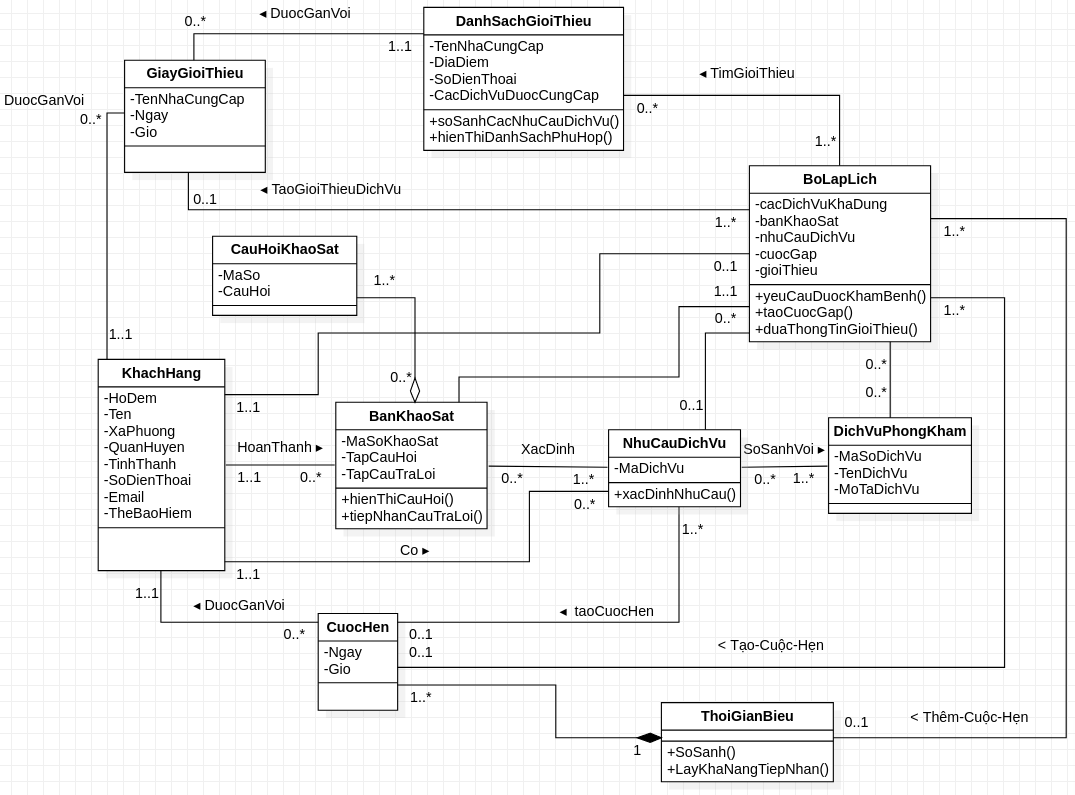 ◄ DuocGanVoi
0..*
1..1
DanhSachGioiThieu
-TenNhaCungCap
-DiaDiem
-SoDienThoai
-CacDichVuDuocCungCap
+soSanhCacNhuCauDichVu()
+hienThiDanhSachPhuHop()
GiayGioiThieu
-TenNhaCungCap
-Ngay
-Gio
DuocGanVoi
0..*
◄ TimGioiThieu
0..*
1..*
0..1
◄ TaoGioiThieuDichVu
1..*
BoLapLich
-cacDichVuKhaDung
-banKhaoSat
-nhuCauDichVu
-cuocGap
-gioiThieu
+yeuCauDuocKhamBenh()
+taoCuocGap()
+duaThongTinGioiThieu()
1..*
0..1
1..1
0..*
1..*
CauHoiKhaoSat
-MaSo
-CauHoi
1..*
0..*
1..1
KhachHang
-HoDem
-Ten
-XaPhuong
-QuanHuyen
-TinhThanh
-SoDienThoai
-Email
-TheBaoHiem
1..1
HoanThanh ►
1..1
0..*
BanKhaoSat
-MaSoKhaoSat
-TapCauHoi
-TapCauTraLoi
+hienThiCauHoi()
+tiepNhanCauTraLoi()
XacDinh
0..*
1..*
0..*
0..1
NhuCauDichVu
-MaDichVu
+xacDinhNhuCau()
SoSanhVoi ►
0..*
1..*
0..*
0..*
DichVuPhongKham
-MaSoDichVu
-TenDichVu
-MoTaDichVu
Co ►
1..1
1..*
1..1
◄ DuocGanVoi
0..*
CuocHen
-Ngay
-Gio
◄ taoCuocHen
0..1
0..1
< Tạo-Cuộc-Hẹn
1..*
1
ThoiGianBieu
+SoSanh()
+LayKhaNangTiepNhan()
0..1
< Thêm-Cuộc-Hẹn